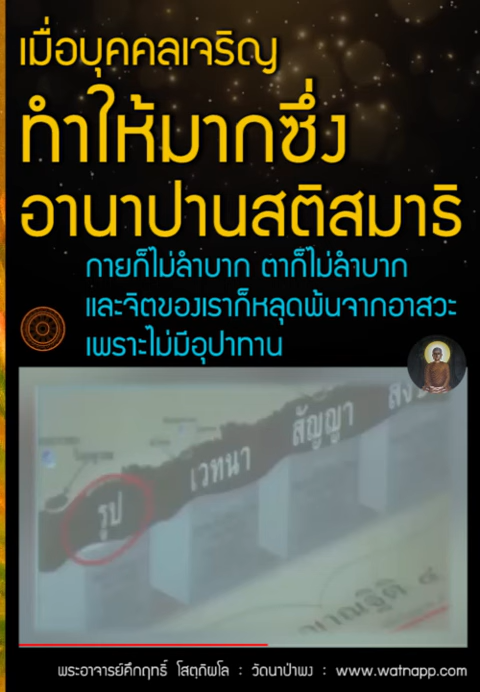 เมื่อบุคคลเจริญ
ทำให้มากซึ่ง
อานาปานสติสมาธิ
กายก็ไม่ลำบาก ตาก็ไม่ลำบาก
และจิตของเราก็หลุดพ้นจากอาสวะ
เพราะไม่มีอุปาทาน
รูป เวทนา สัญญา
พระอาจารย์คึกฤทธิ์ โสตฺถิผโล : วัดนาป่าพง : www.watnapp.com